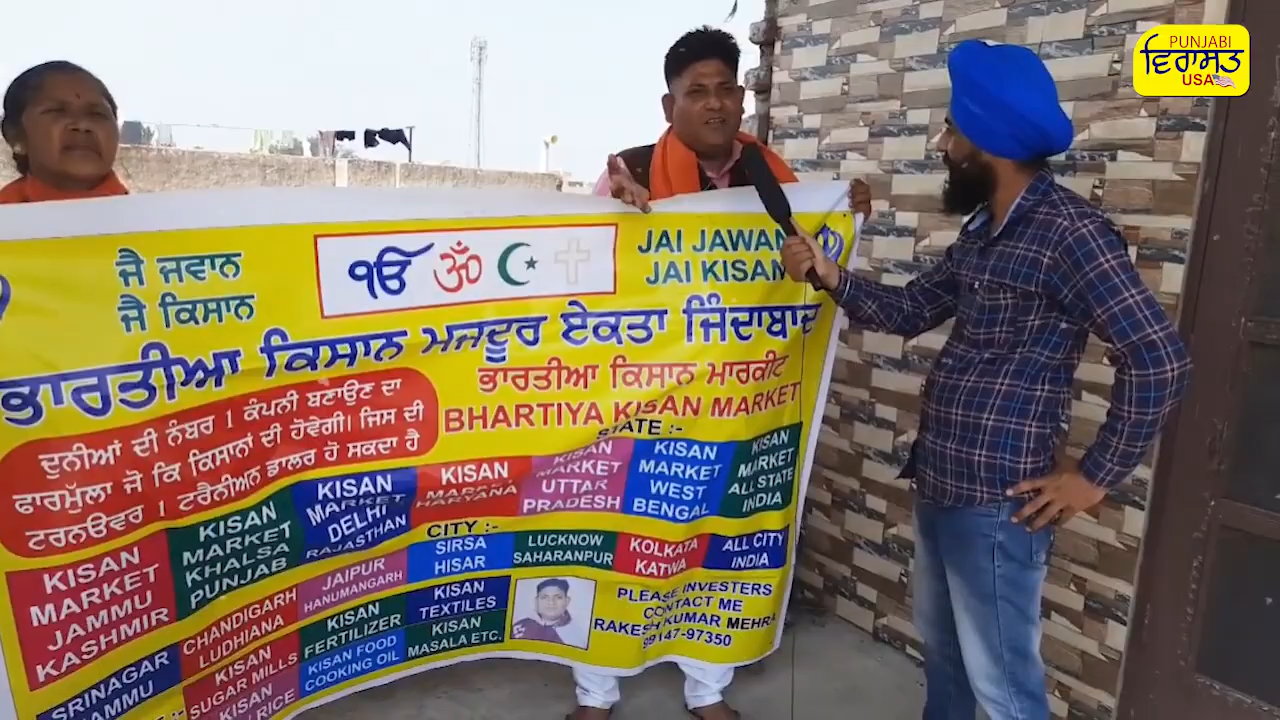 PUNJABI
ਵਿਰਾਸਤ
USA
ਜੈ ਜਵਾਨ
ਜੈ ਕਿਸਾਨ
ੴ ॐ
JAI JAWAN
JAI KISAN
ਭਾਰਤੀਆ ਕਿਸਾਨ ਮਜਦੂਰ ਏਕਤਾ ਜਿੰਦਾਬਾਦ
ਦੁਨੀਆਂ ਦੀ ਨੰਬਰ 1 ਕੰਪਨੀ ਬਣਾਉਣ ਦਾ
ਫਾਰਮੁੱਲਾ ਜੋ ਕਿ ਕਿਸਾਨਾਂ ਦੀ ਹੋਵੇਗੀ। ਜਿਸ ਦੀ
ਟਰਨਓਵਰ 1 ਟਰੈਨੀਅਨ ਡਾਲਰ ਹੋ ਸਕਦਾ ਹੈ
ਭਾਰਤੀਆ ਕਿਸਾਨ ਮਾਰਕੀਟ
BHARTIYA KISAN MARKET
STATE :-
KISAN
MARKET
JAMMU
KASHMIR
KISAN
MARKET
KHALSA
PUNJAB
KISAN
MARKET
DELHI
RAJASTHAN
KISAN
MARKET
HARYANA
KISAN
MARKET
UTTAR
PRADESH
KISAN
MARKET
WEST
BENGAL
KISAN
MARKET
ALL STATE
INDIA
CITY :-
SRINAGAR
JAMMU
CHANDIGARH
LUDHIANA
JAIPUR
HANUMANGARH
SIRSA
HISAR
LUCKNOW
SAHARANPUR
KOLKATA
KATWA
ALL CITY
INDIA
KISAN
SUGAR MILLS
KISAN
FERTILIZER
KISAN
TEXTILES
KISAN
RICE
KISAN FOOD
COOKING OIL
KISAN
MASALA ETC.
PLEASE INVESTERS
CONTACT ME
RAKESH KUMAR MEHRA
99147-97350